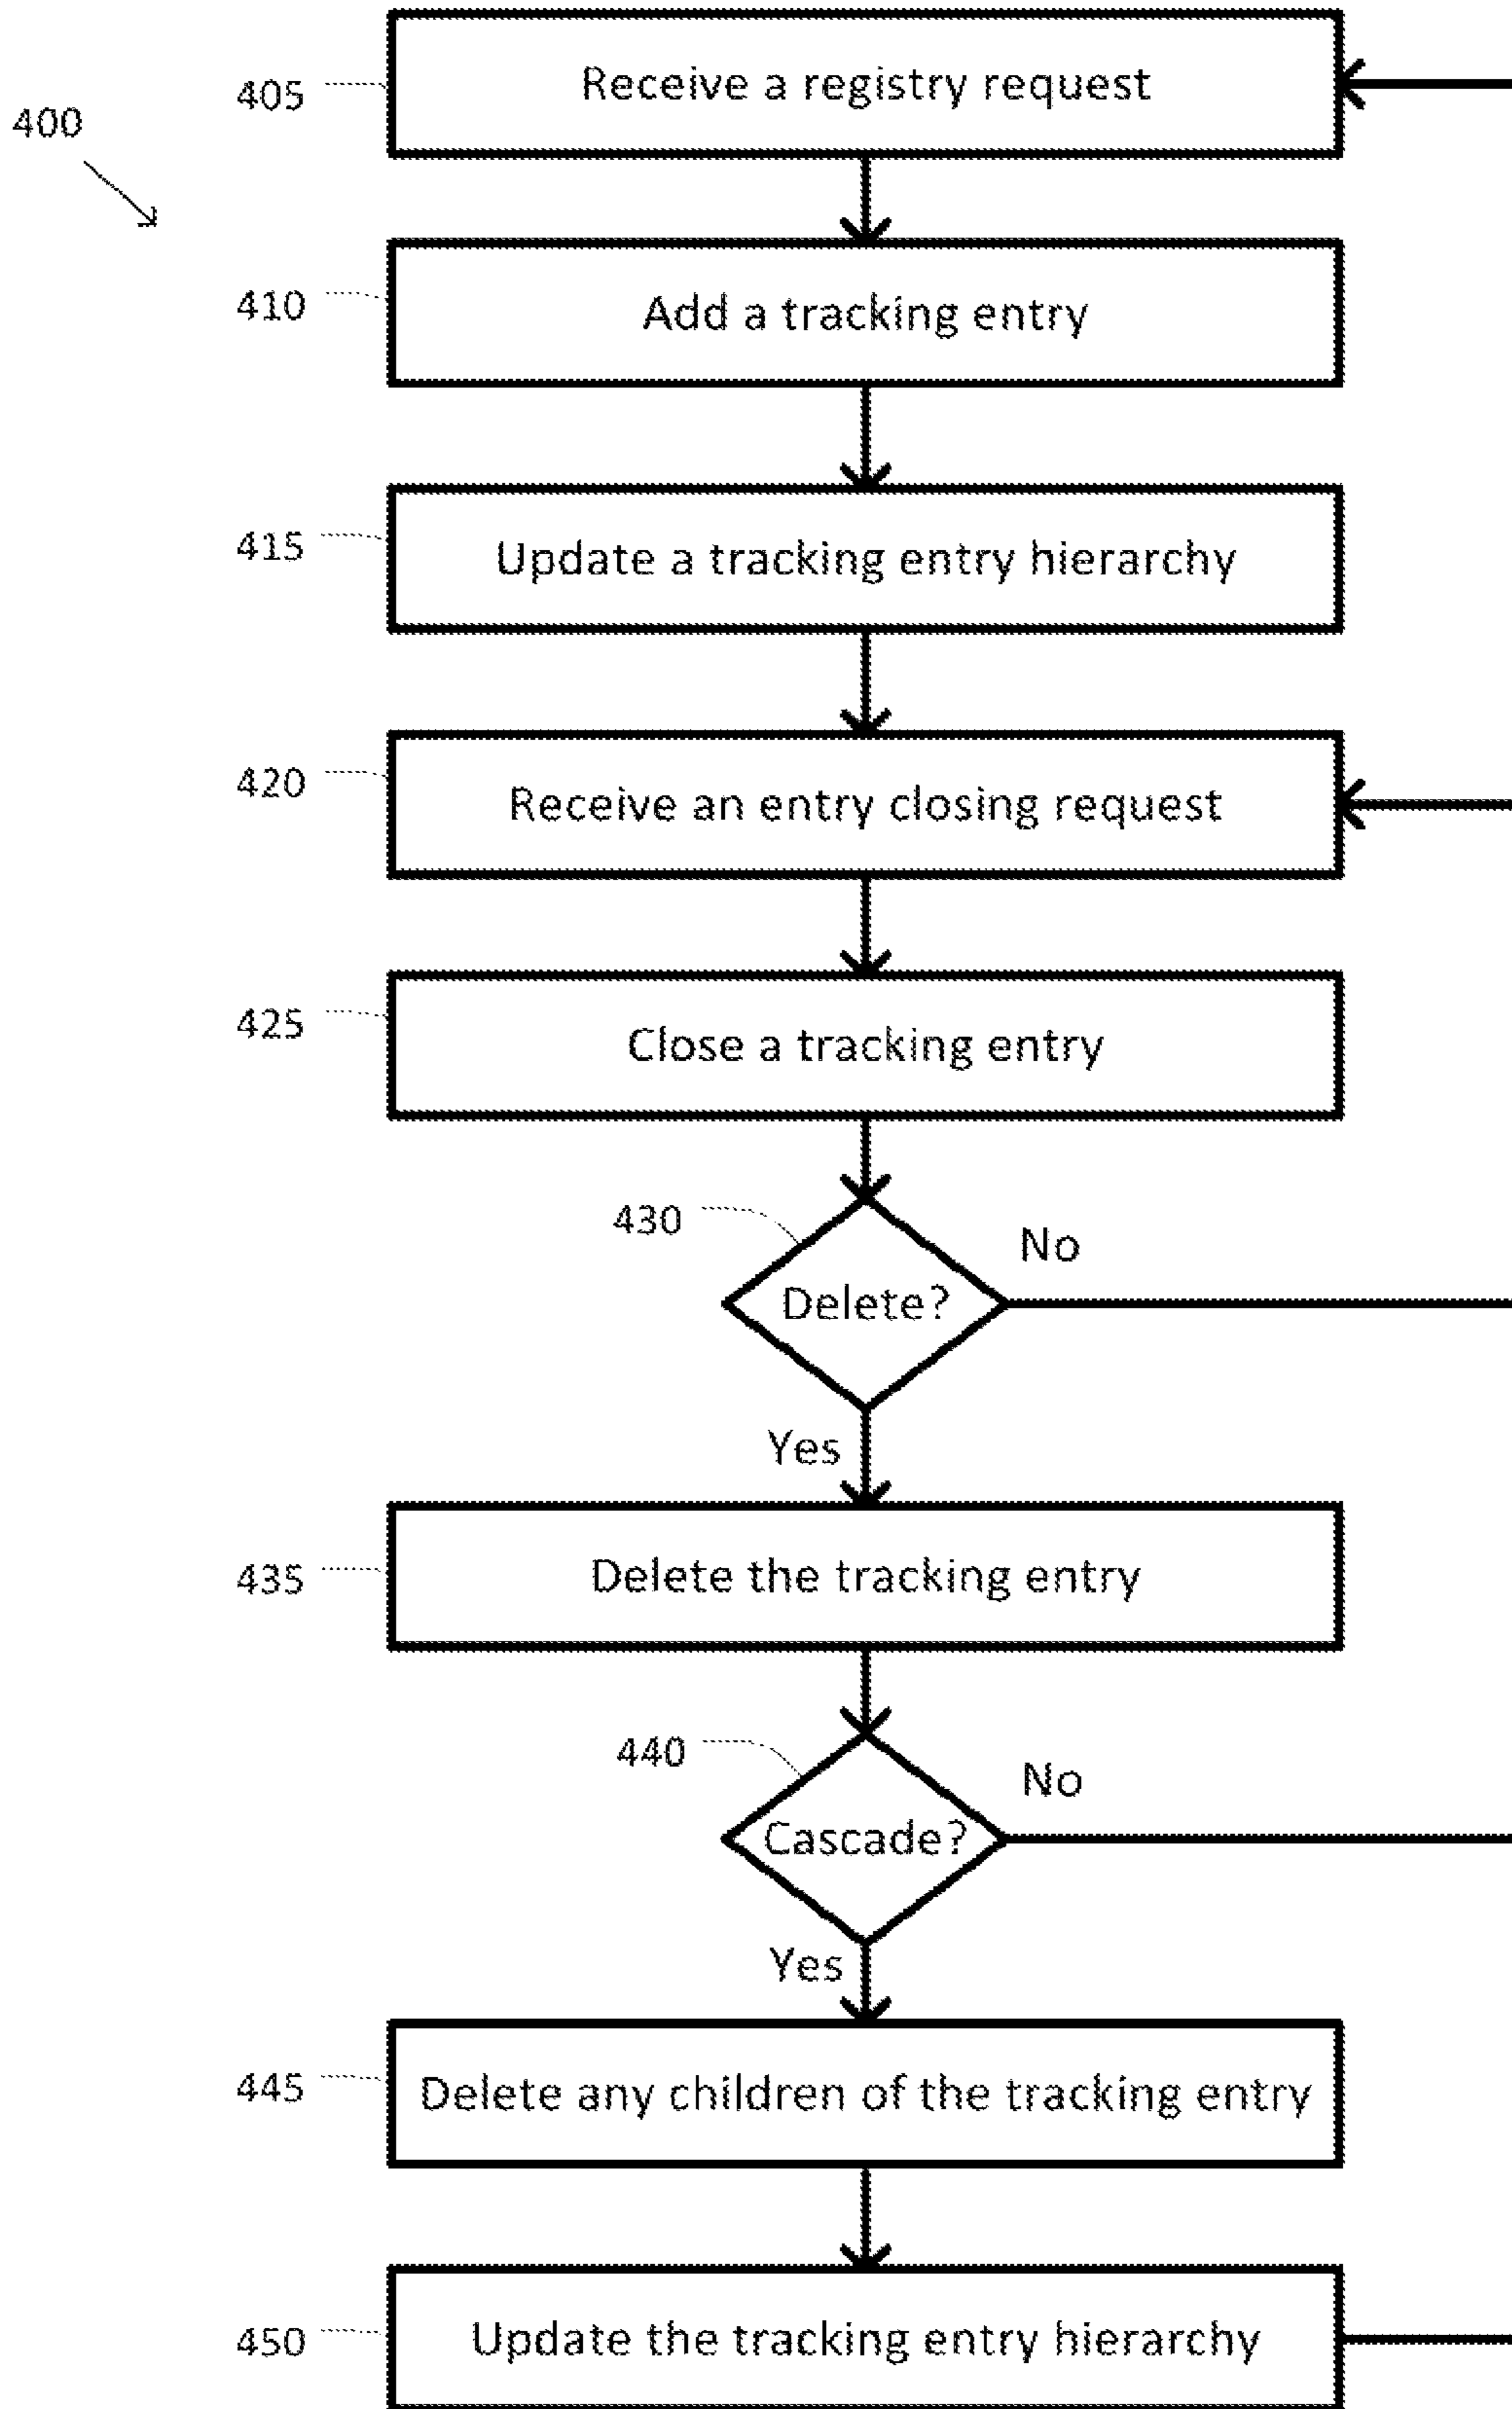 400
405
Receive a registry request
410
Add a tracking entry
415
Update a tracking entry hierarchy
420
Receive an entry closing request
425
Close a tracking entry
430
Delete?
No
Yes
435
Delete the tracking entry
440
Cascade?
No
Yes
445
Delete any children of the tracking entry
450
Update the tracking entry hierarchy